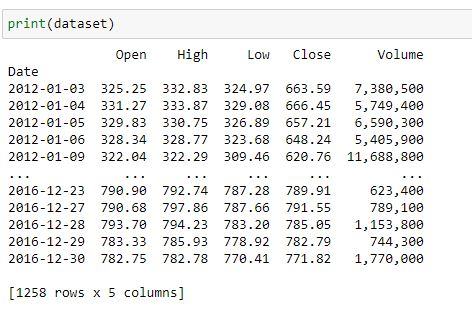 print(dataset)
Open High Low Close Volume
Date
2012-01-03 325.25 332.83 324.97 663.59 7,380,500
2012-01-04 331.27 333.87 329.08 666.45 5,749,400
2012-01-05 329.83 330.75 326.89 657.21 6,590,300
2012-01-06 328.34 328.77 323.68 648.24 5,405,900
2012-01-09 322.04 322.29 309.46 620.76 11,688,800
... ... ... ... ... ...
2016-12-23 790.90 792.74 787.28 789.91 623,400
2016-12-27 790.68 797.86 787.66 791.55 789,100
2016-12-28 793.70 794.23 783.20 785.05 1,153,800
2016-12-29 783.33 785.93 778.92 782.79 744,300
2016-12-30 782.75 782.78 770.41 771.82 1,770,000
[1258 rows x 5 columns]